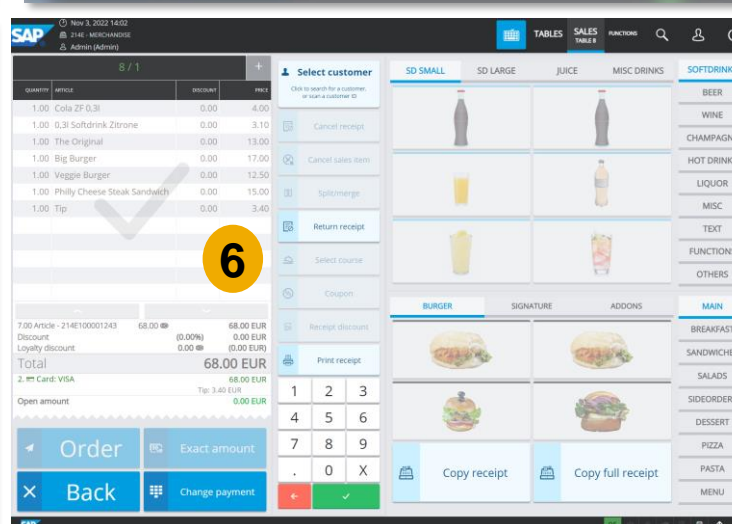 SAP
Nov 3, 2022 14:02
214E - MERCHANDISE
Admin (Admin)
TABLES
SALES
TABLE 8
FUNCTIONS
8 / 1
+
QUANTITY ARTICLE DISCOUNT PRICE
1.00 Cola ZF 0,3l 0.00 4.00
1.00 0,3l Softdrink Zitrone 0.00 3.10
1.00 The Original 0.00 13.00
1.00 Big Burger 0.00 17.00
1.00 Veggie Burger 0.00 12.50
1.00 Philly Cheese Steak Sandwich 0.00 15.00
1.00 Tip 0.00 3.40
6
7.00 Article - 214E100001243 68.00 68.00 EUR
Discount (0.00%) 0.00 EUR
Loyalty discount 0.00 (0.00 EUR)
Total 68.00 EUR
2. Card: VISA 68.00 EUR
Tip: 3.40 EUR
Open amount 0.00 EUR
Order
Exact amount
Back
Change payment
Select customer
Click to search for a customer,
or scan a customer ID
Cancel receipt
Cancel sales item
Split/merge
Return receipt
Select course
Coupon
Receipt discount
Print receipt
1 2 3
4 5 6
7 8 9
. 0 X
SD SMALL SD LARGE JUICE MISC DRINKS
BURGER SIGNATURE ADDONS
Copy receipt
Copy full receipt
SOFTDRINK
BEER
WINE
CHAMPAGN
HOT DRINK
LIQUOR
MISC
TEXT
FUNCTION
OTHERS
MAIN
BREAKFAST
SANDWICHE
SALADS
SIDEORDER
DESSERT
PIZZA
PASTA
MENU
SAP